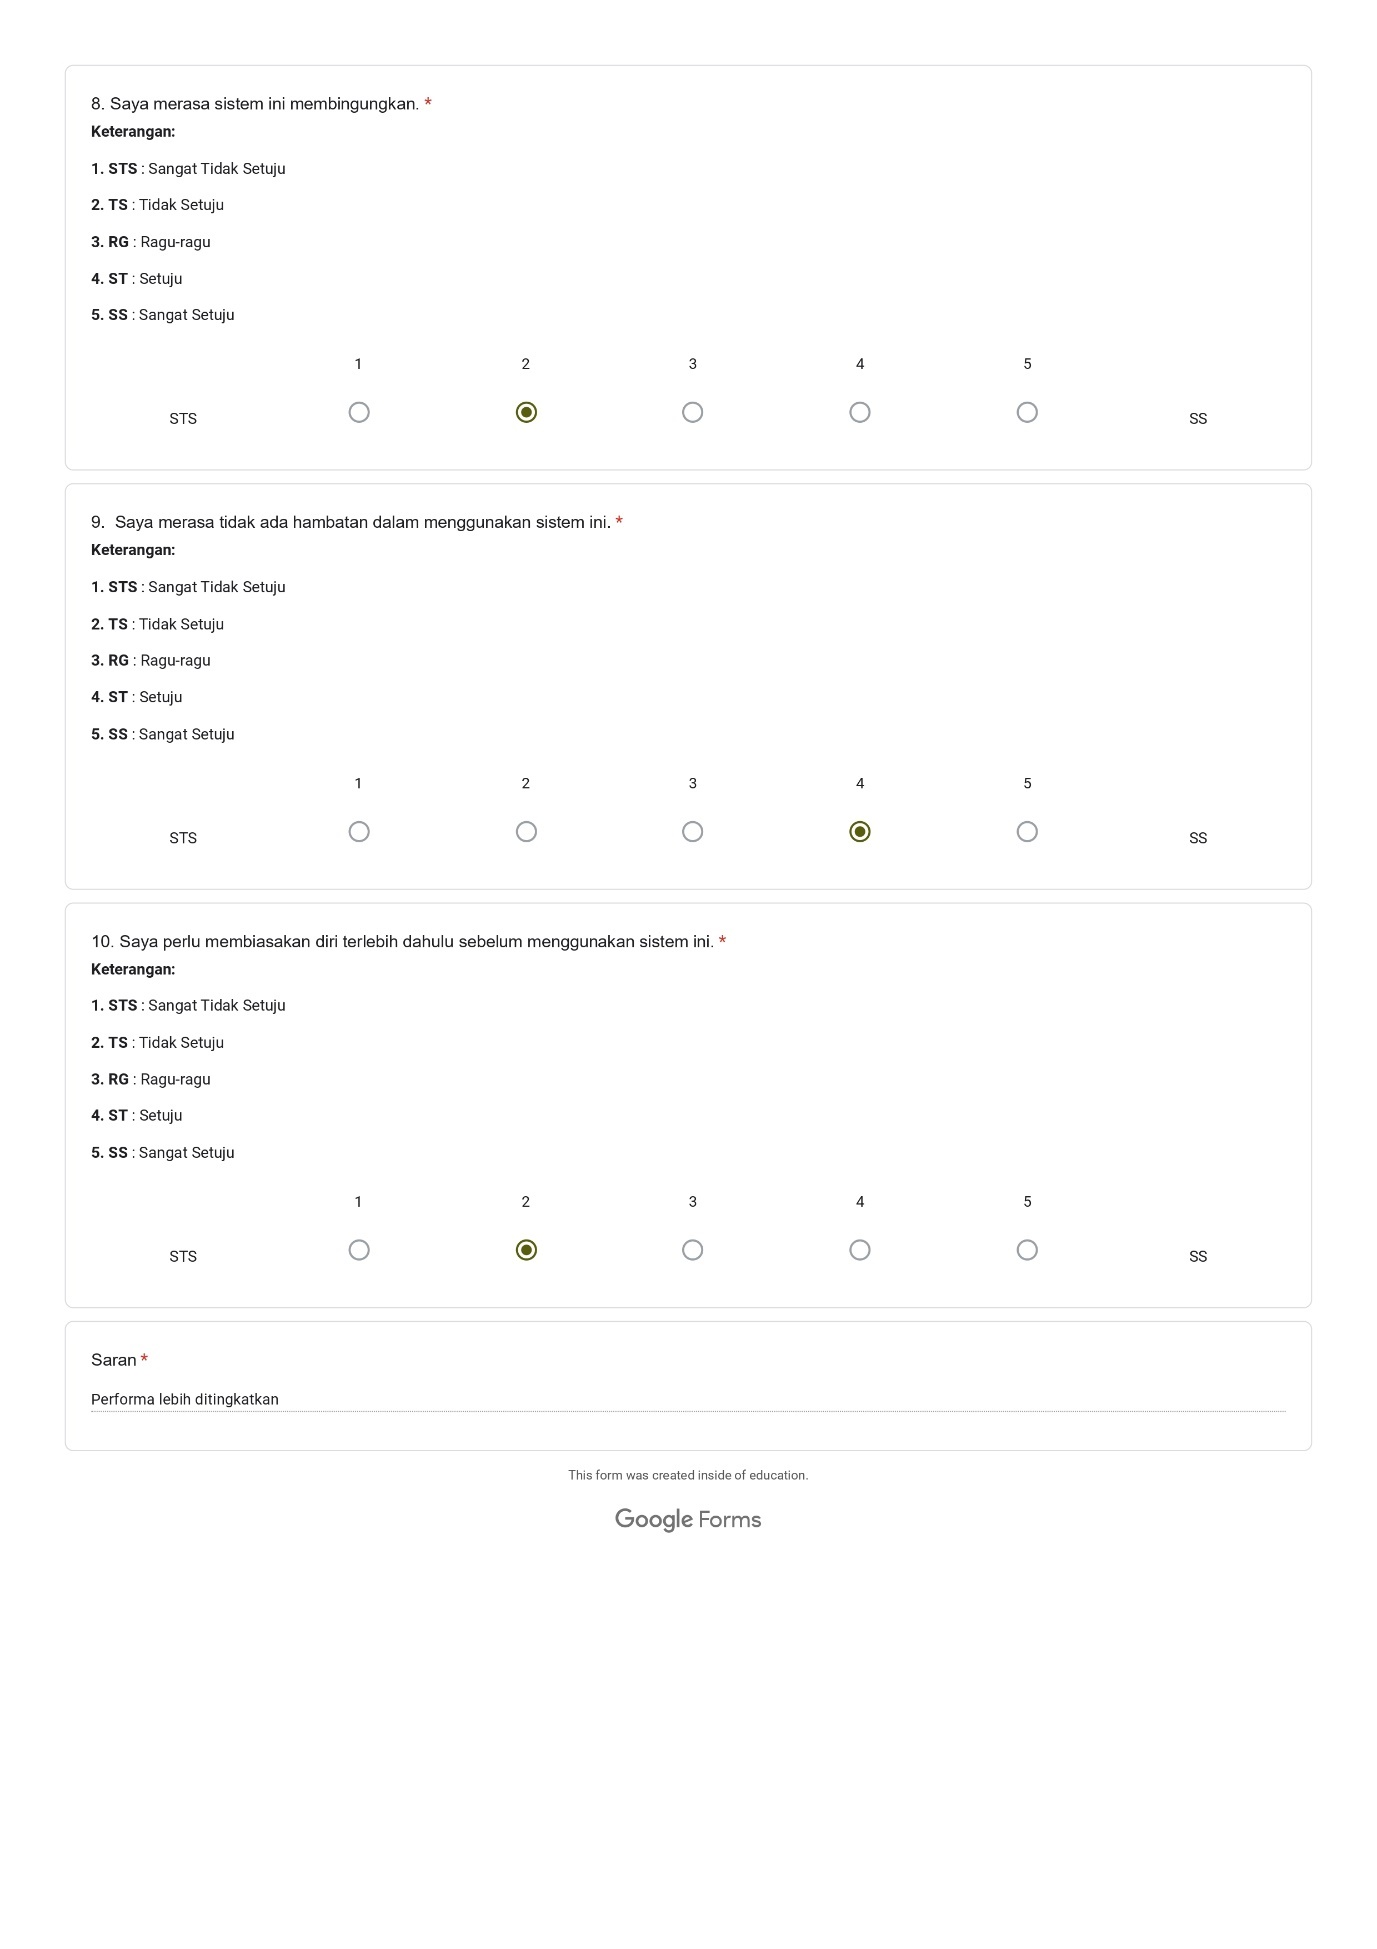 8. Saya merasa sistem ini membingungkan. *
Keterangan:
1. STS : Sangat Tidak Setuju
2. TS : Tidak Setuju
3. RG : Ragu-ragu
4. ST : Setuju
5. SS : Sangat Setuju
1 2 3 4 5
STS SS
9. Saya merasa tidak ada hambatan dalam menggunakan sistem ini. *
Keterangan:
1. STS : Sangat Tidak Setuju
2. TS : Tidak Setuju
3. RG : Ragu-ragu
4. ST : Setuju
5. SS : Sangat Setuju
1 2 3 4 5
STS SS
10. Saya perlu membiasakan diri terlebih dahulu sebelum menggunakan sistem ini. *
Keterangan:
1. STS : Sangat Tidak Setuju
2. TS : Tidak Setuju
3. RG : Ragu-ragu
4. ST : Setuju
5. SS : Sangat Setuju
1 2 3 4 5
STS SS
Saran *
Performa lebih ditingkatkan
This form was created inside of education.
Google Forms